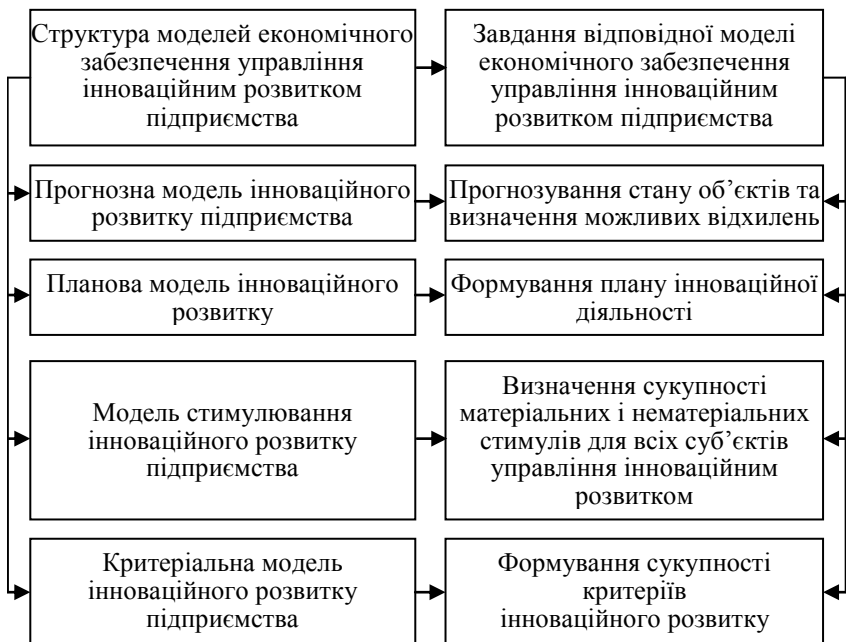 Структура моделей економічного
забезпечення управління
інноваційним розвитком
підприємства
Завдання відповідної моделі
економічного забезпечення
управління інноваційним
розвитком підприємства
Прогнозна модель інноваційного
розвитку підприємства
Прогнозування стану об’єктів та
визначення можливих відхилень
Планова модель інноваційного
розвитку
Формування плану інноваційної
діяльності
Модель стимулювання
інноваційного розвитку
підприємства
Визначення сукупності
матеріальних і нематеріальних
стимулів для всіх суб’єктів
управління інноваційним
розвитком
Критеріальна модель
інноваційного розвитку
підприємства
Формування сукупності
критеріїв
інноваційного розвитку